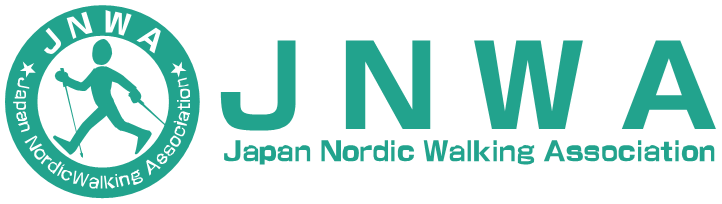 JNWA
★Japan NordicWalking Association★
JNWA
Japan Nordic Walking Association